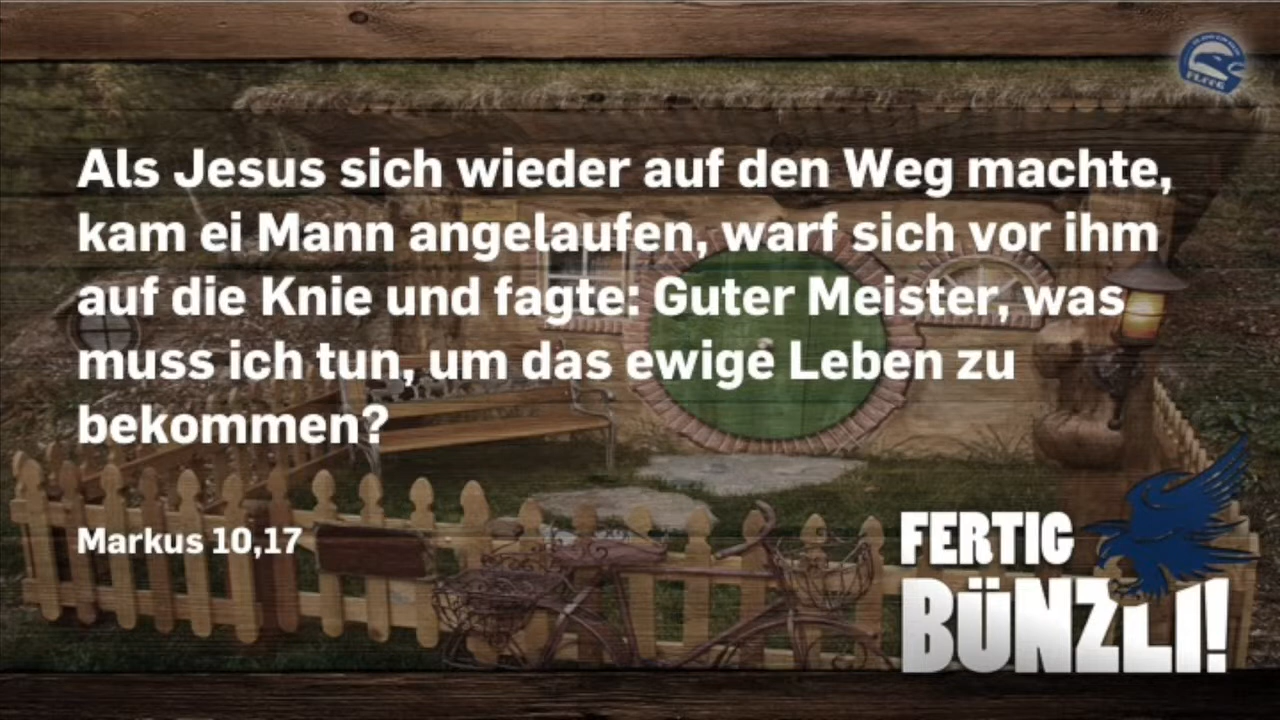 Als Jesus sich wieder auf den Weg machte,
kam ei Mann angelaufen, warf sich vor ihm
auf die Knie und fagte: Guter Meister, was
muss ich tun, um das ewige Leben zu
bekommen?
Markus 10,17
FERTIG
BÜNZLI!